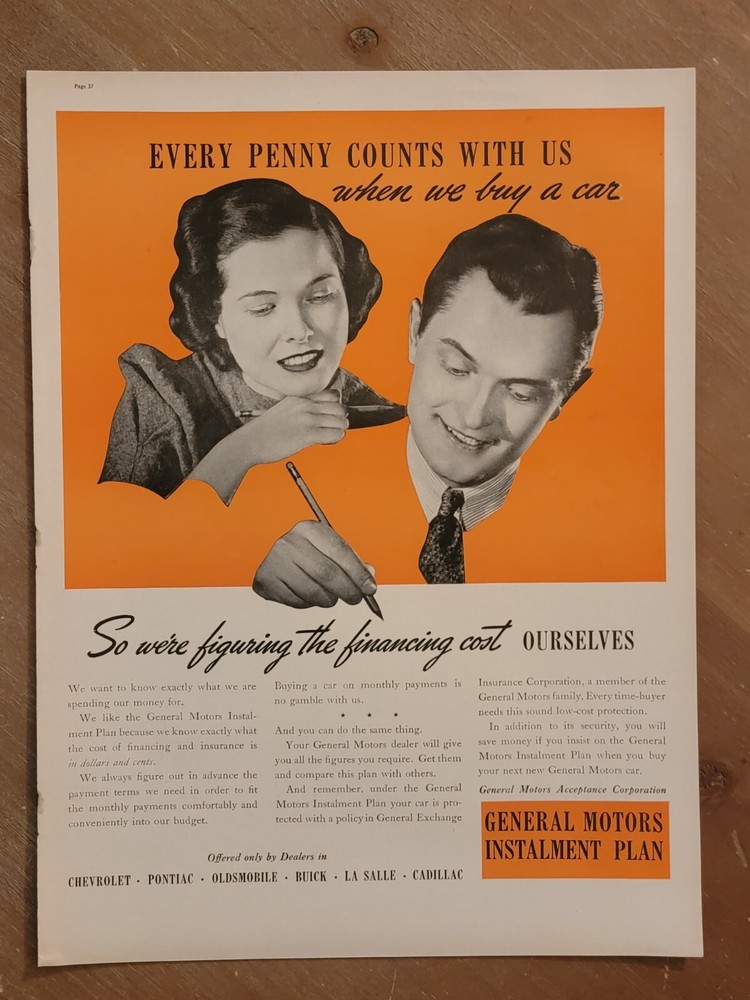 Page 37
EVERY PENNY COUNTS WITH US
when we buy a car
So we're figuring the financing cost OURSELVES
We want to know exactly what we are
spending our money for.
We like the General Motors Instal-
ment Plan because we know exactly what
the cost of financing and insurance is
in dollars and cents.
We always figure out in advance the
payment terms we need in order to fit
the monthly payments comfortably and
conveniently into our budget.
Buying a car on monthly payments is
no gamble with us.
* * *
And you can do the same thing.
Your General Motors dealer will give
you all the figures you require. Get them
and compare this plan with others.
And remember, under the General
Motors Instalment Plan your car is pro-
tected with a policy in General Exchange
Insurance Corporation, a member of the
General Motors family. Every time-buyer
needs this sound low-cost protection.
In addition to its security, you will
save money if you insist on the General
Motors Instalment Plan when you buy
your next new General Motors car.
General Motors Acceptance Corporation
GENERAL MOTORS
INSTALMENT PLAN
Offered only by Dealers in
CHEVROLET · PONTIAC · OLDSMOBILE · BUICK · LA SALLE · CADILLAC